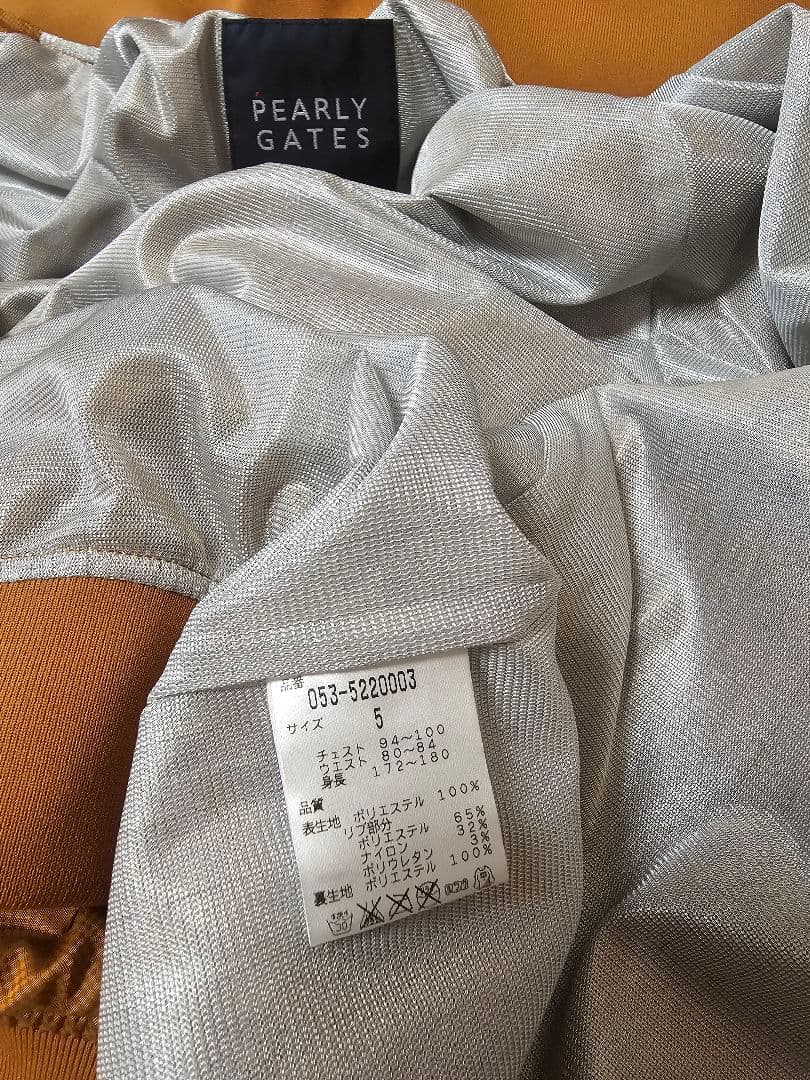 PEARLY
GATES
品番
053-5220003
サイズ 5
チェスト 94〜100
ウエスト 80〜84
身長 172〜180
品質
表生地 ポリエステル 100%
リブ部分
ポリエステル 65%
ナイロン 32%
ポリウレタン 3%
裏生地 ポリエステル 100%
30